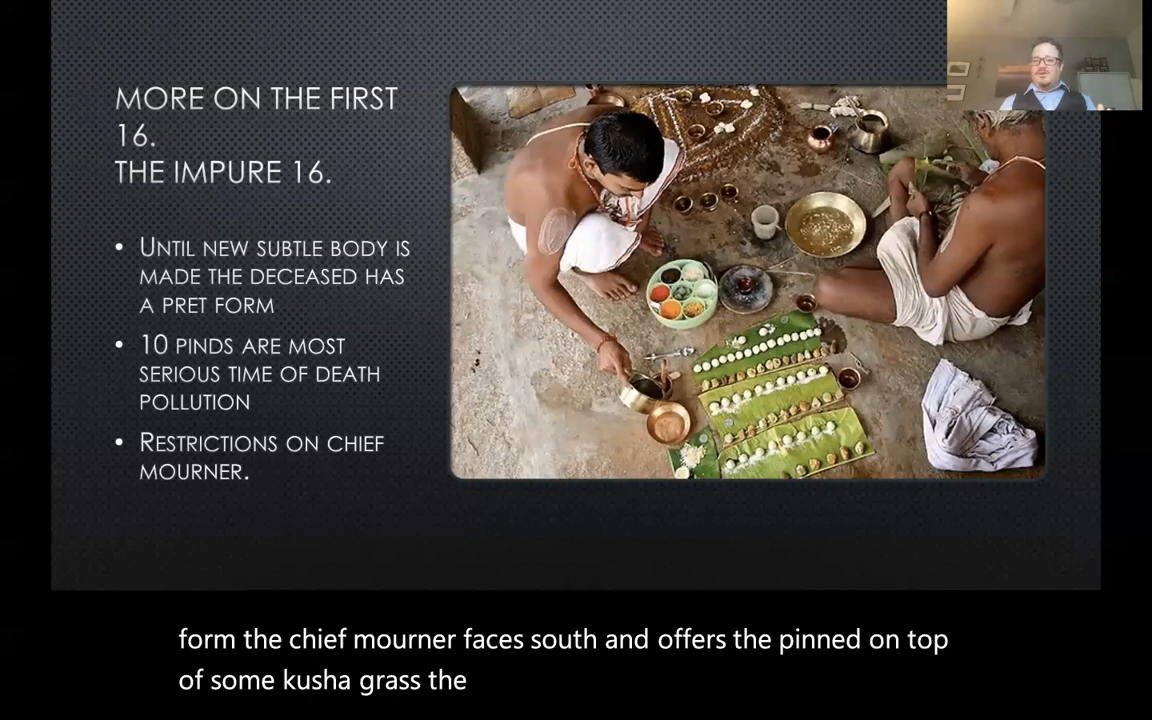 MORE ON THE FIRST
16.
THE IMPURE 16.
• UNTIL NEW SUBTLE BODY IS
MADE THE DECEASED HAS
A PRET FORM
• 10 PINDS ARE MOST
SERIOUS TIME OF DEATH
POLLUTION
• RESTRICTIONS ON CHIEF
MOURNER.
form the chief mourner faces south and offers the pinned on top
of some kusha grass the